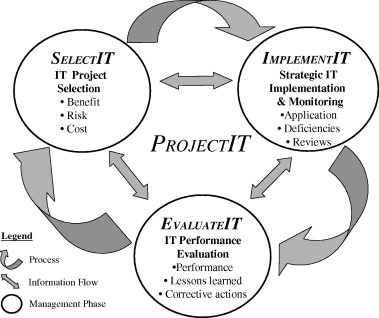 SELECTIT
IT Project
Selection
• Benefit
• Risk
• Cost
IMPLEMENTIT
Strategic IT
Implementation
& Monitoring
•Application
• Deficiencies
• Reviews
PROJECTIT
EVALUATEIT
IT Performance
Evaluation
•Performance
• Lessons learned
• Corrective actions
Legend
Process
Information Flow
Management Phase